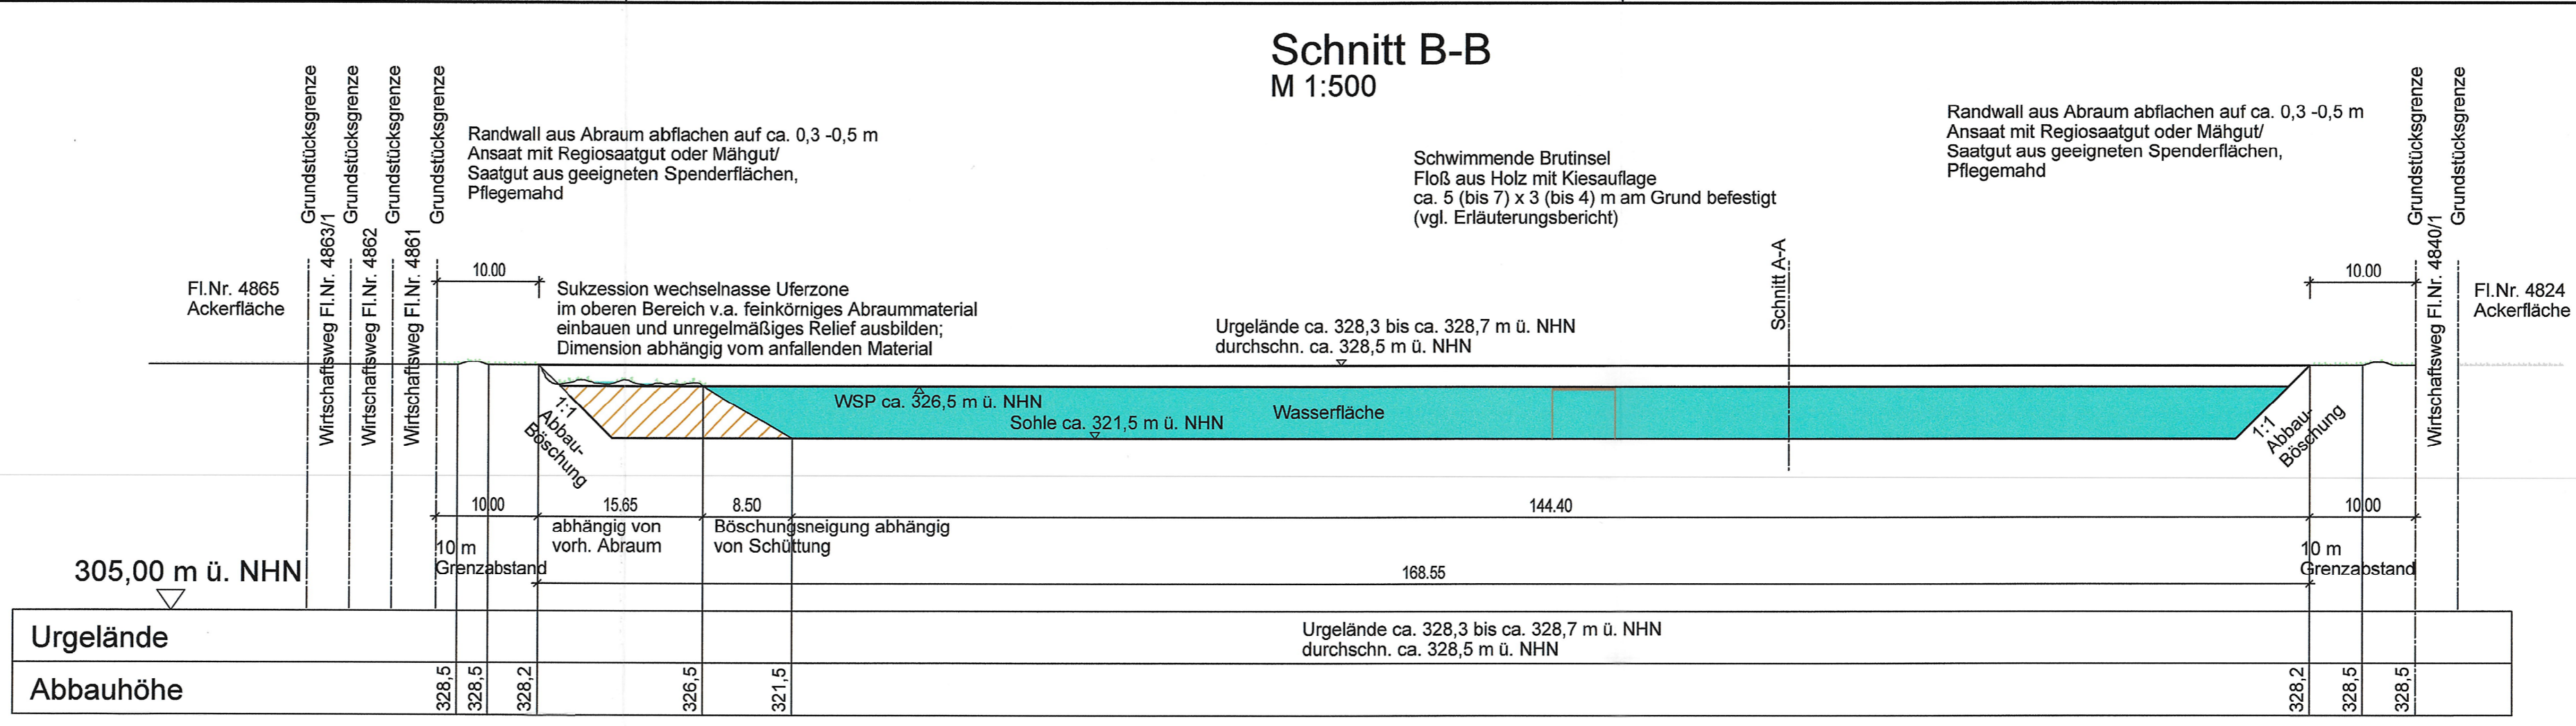 Schnitt B-B
M 1:500
Grundstücksgrenze
Grundstücksgrenze
Grundstücksgrenze
Grundstücksgrenze
Randwall aus Abraum abflachen auf ca. 0,3 -0,5 m
Ansaat mit Regiosaatgut oder Mähgut/
Saatgut aus geeigneten Spenderflächen,
Pflegemahd
Schwimmende Brutinsel
Floß aus Holz mit Kiesauflage
ca. 5 (bis 7) x 3 (bis 4) m am Grund befestigt
(vgl. Erläuterungsbericht)
Randwall aus Abraum abflachen auf ca. 0,3 -0,5 m
Ansaat mit Regiosaatgut oder Mähgut/
Saatgut aus geeigneten Spenderflächen,
Pflegemahd
Grundstücksgrenze
Grundstücksgrenze
Fl.Nr. 4865
Ackerfläche
Wirtschaftsweg Fl.Nr. 4863/1
Wirtschaftsweg Fl.Nr. 4862
Wirtschaftsweg Fl.Nr. 4861
10.00
Sukzession wechselnasse Uferzone
im oberen Bereich v.a. feinkörniges Abraummaterial
einbauen und unregelmäßiges Relief ausbilden;
Dimension abhängig vom anfallenden Material
Urgelände ca. 328,3 bis ca. 328,7 m ü. NHN
durchschn. ca. 328,5 m ü. NHN
Schnitt A-A
10.00
Wirtschaftsweg Fl.Nr. 4840/1
Fl.Nr. 4824
Ackerfläche
1:1
Abbau-
Böschung
WSP ca. 326,5 m ü. NHN
Sohle ca. 321,5 m ü. NHN
Wasserfläche
1:1
Abbau-
Böschung
10.00
15.65
8.50
144.40
10.00
abhängig von
vorh. Abraum
Böschungsneigung abhängig
von Schüttung
10 m
Grenzabstand
168.55
10 m
Grenzabstand
305,00 m ü. NHN
Urgelände
Urgelände ca. 328,3 bis ca. 328,7 m ü. NHN
durchschn. ca. 328,5 m ü. NHN
Abbauhöhe
328,5
328,5
328,2
326,5
321,5
328,2
328,5
328,5